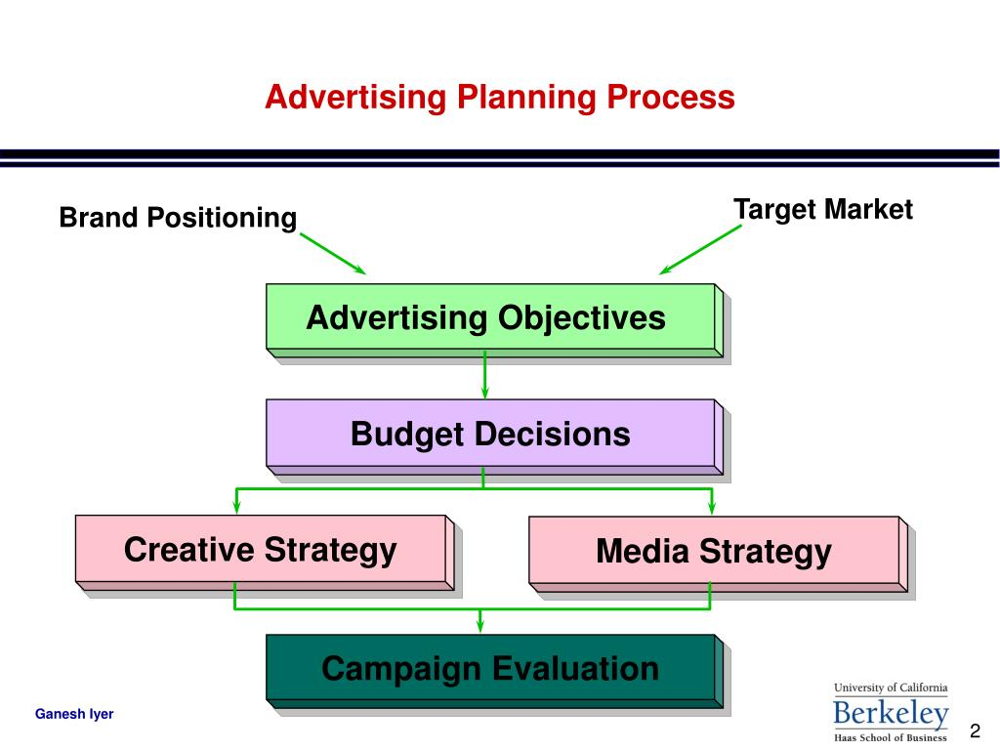 Advertising Planning Process
Brand Positioning
Target Market
Advertising Objectives
Budget Decisions
Creative Strategy
Media Strategy
Campaign Evaluation
Ganesh Iyer
University of California
Berkeley
Haas School of Business
2